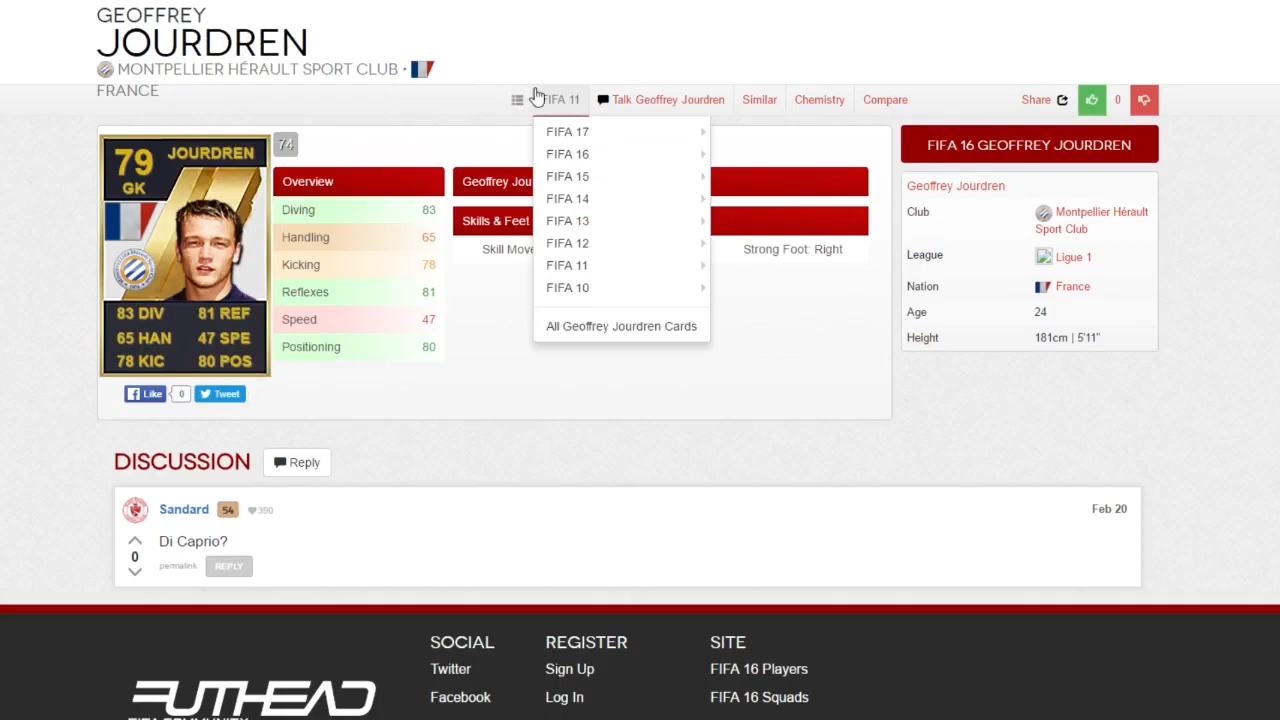 GEOFFREY
JOURDREN
MONTPELLIER HÉRAULT SPORT CLUB •
FRANCE
FIFA 11 Talk Geoffrey Jourdren Similar Chemistry Compare Share 0
FIFA 17
FIFA 16
FIFA 15
FIFA 14
FIFA 13
FIFA 12
FIFA 11
FIFA 10
All Geoffrey Jourdren Cards
79 JOURDREN
GK
83 DIV 81 REF
65 HAN 47 SPE
78 KIC 80 POS
Like 0 Tweet
74
Overview
Diving 83
Handling 65
Kicking 78
Reflexes 81
Speed 47
Positioning 80
Geoffrey Jou
Skills & Feet
Skill Move Strong Foot: Right
FIFA 16 GEOFFREY JOURDREN
Geoffrey Jourdren
Club Montpellier Hérault
Sport Club
League Ligue 1
Nation France
Age 24
Height 181cm | 5'11"
DISCUSSION Reply
Sandard 54 390 Feb 20
Di Caprio?
0
permalink REPLY
FUTHEAD
FIFA COMMUNITY
SOCIAL
Twitter
Facebook
REGISTER
Sign Up
Log In
SITE
FIFA 16 Players
FIFA 16 Squads